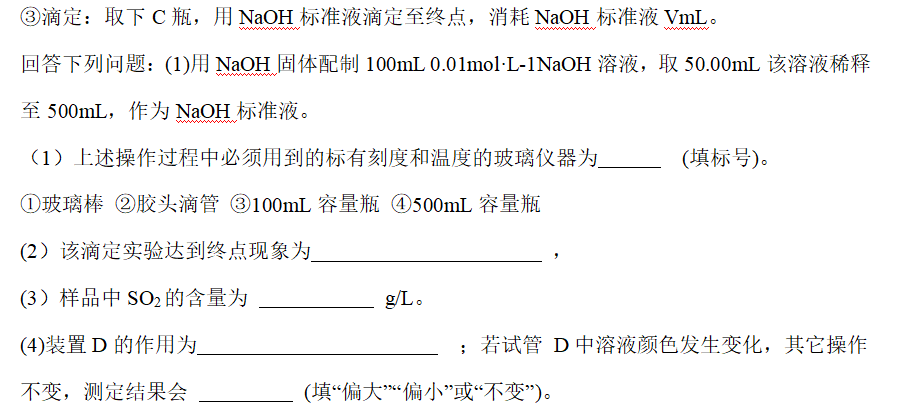 ③滴定：取下 C 瓶，用 NaOH 标准液滴定至终点，消耗 NaOH 标准液 VmL。
回答下列问题：(1)用 NaOH 固体配制 100mL 0.01mol·L-1NaOH 溶液，取 50.00mL 该溶液稀释
至 500mL，作为 NaOH 标准液。
（1）上述操作过程中必须用到的标有刻度和温度的玻璃仪器为______ (填标号)。
①玻璃棒 ②胶头滴管 ③100mL 容量瓶 ④500mL 容量瓶
(2）该滴定实验达到终点现象为______________________ ，
(3）样品中 SO₂的含量为 ___________ g/L。
(4)装置 D 的作用为_______________________ ；若试管 D 中溶液颜色发生变化，其它操作
不变，测定结果会 _________ (填“偏大”“偏小”或“不变”)。